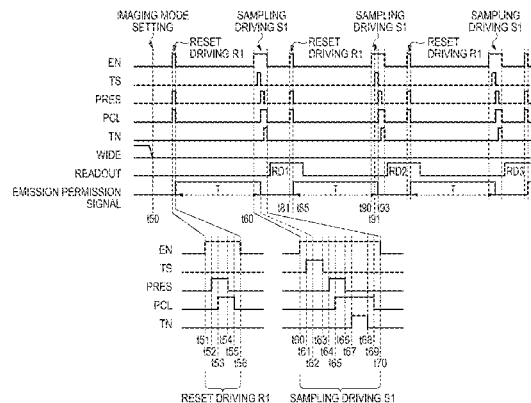 IMAGING MODE SETTING
SAMPLING DRIVING S1
SAMPLING DRIVING S1
SAMPLING DRIVING S1
RESET DRIVING R1
RESET DRIVING R1
RESET DRIVING R1
EN
TS
PRES
PCL
TN
WIDE
READOUT
RD1
RD2
RD3
EMISSION PERMISSION SIGNAL
T
T
T
t50
t60
t81
t85
t80
t93
t91
EN
TS
PRES
PCL
TN
t51
t52
t53
t54
t55
t56
t60
t61
t62
t63
t64
t65
t66
t67
t68
t69
t70
RESET DRIVING R1
SAMPLING DRIVING S1